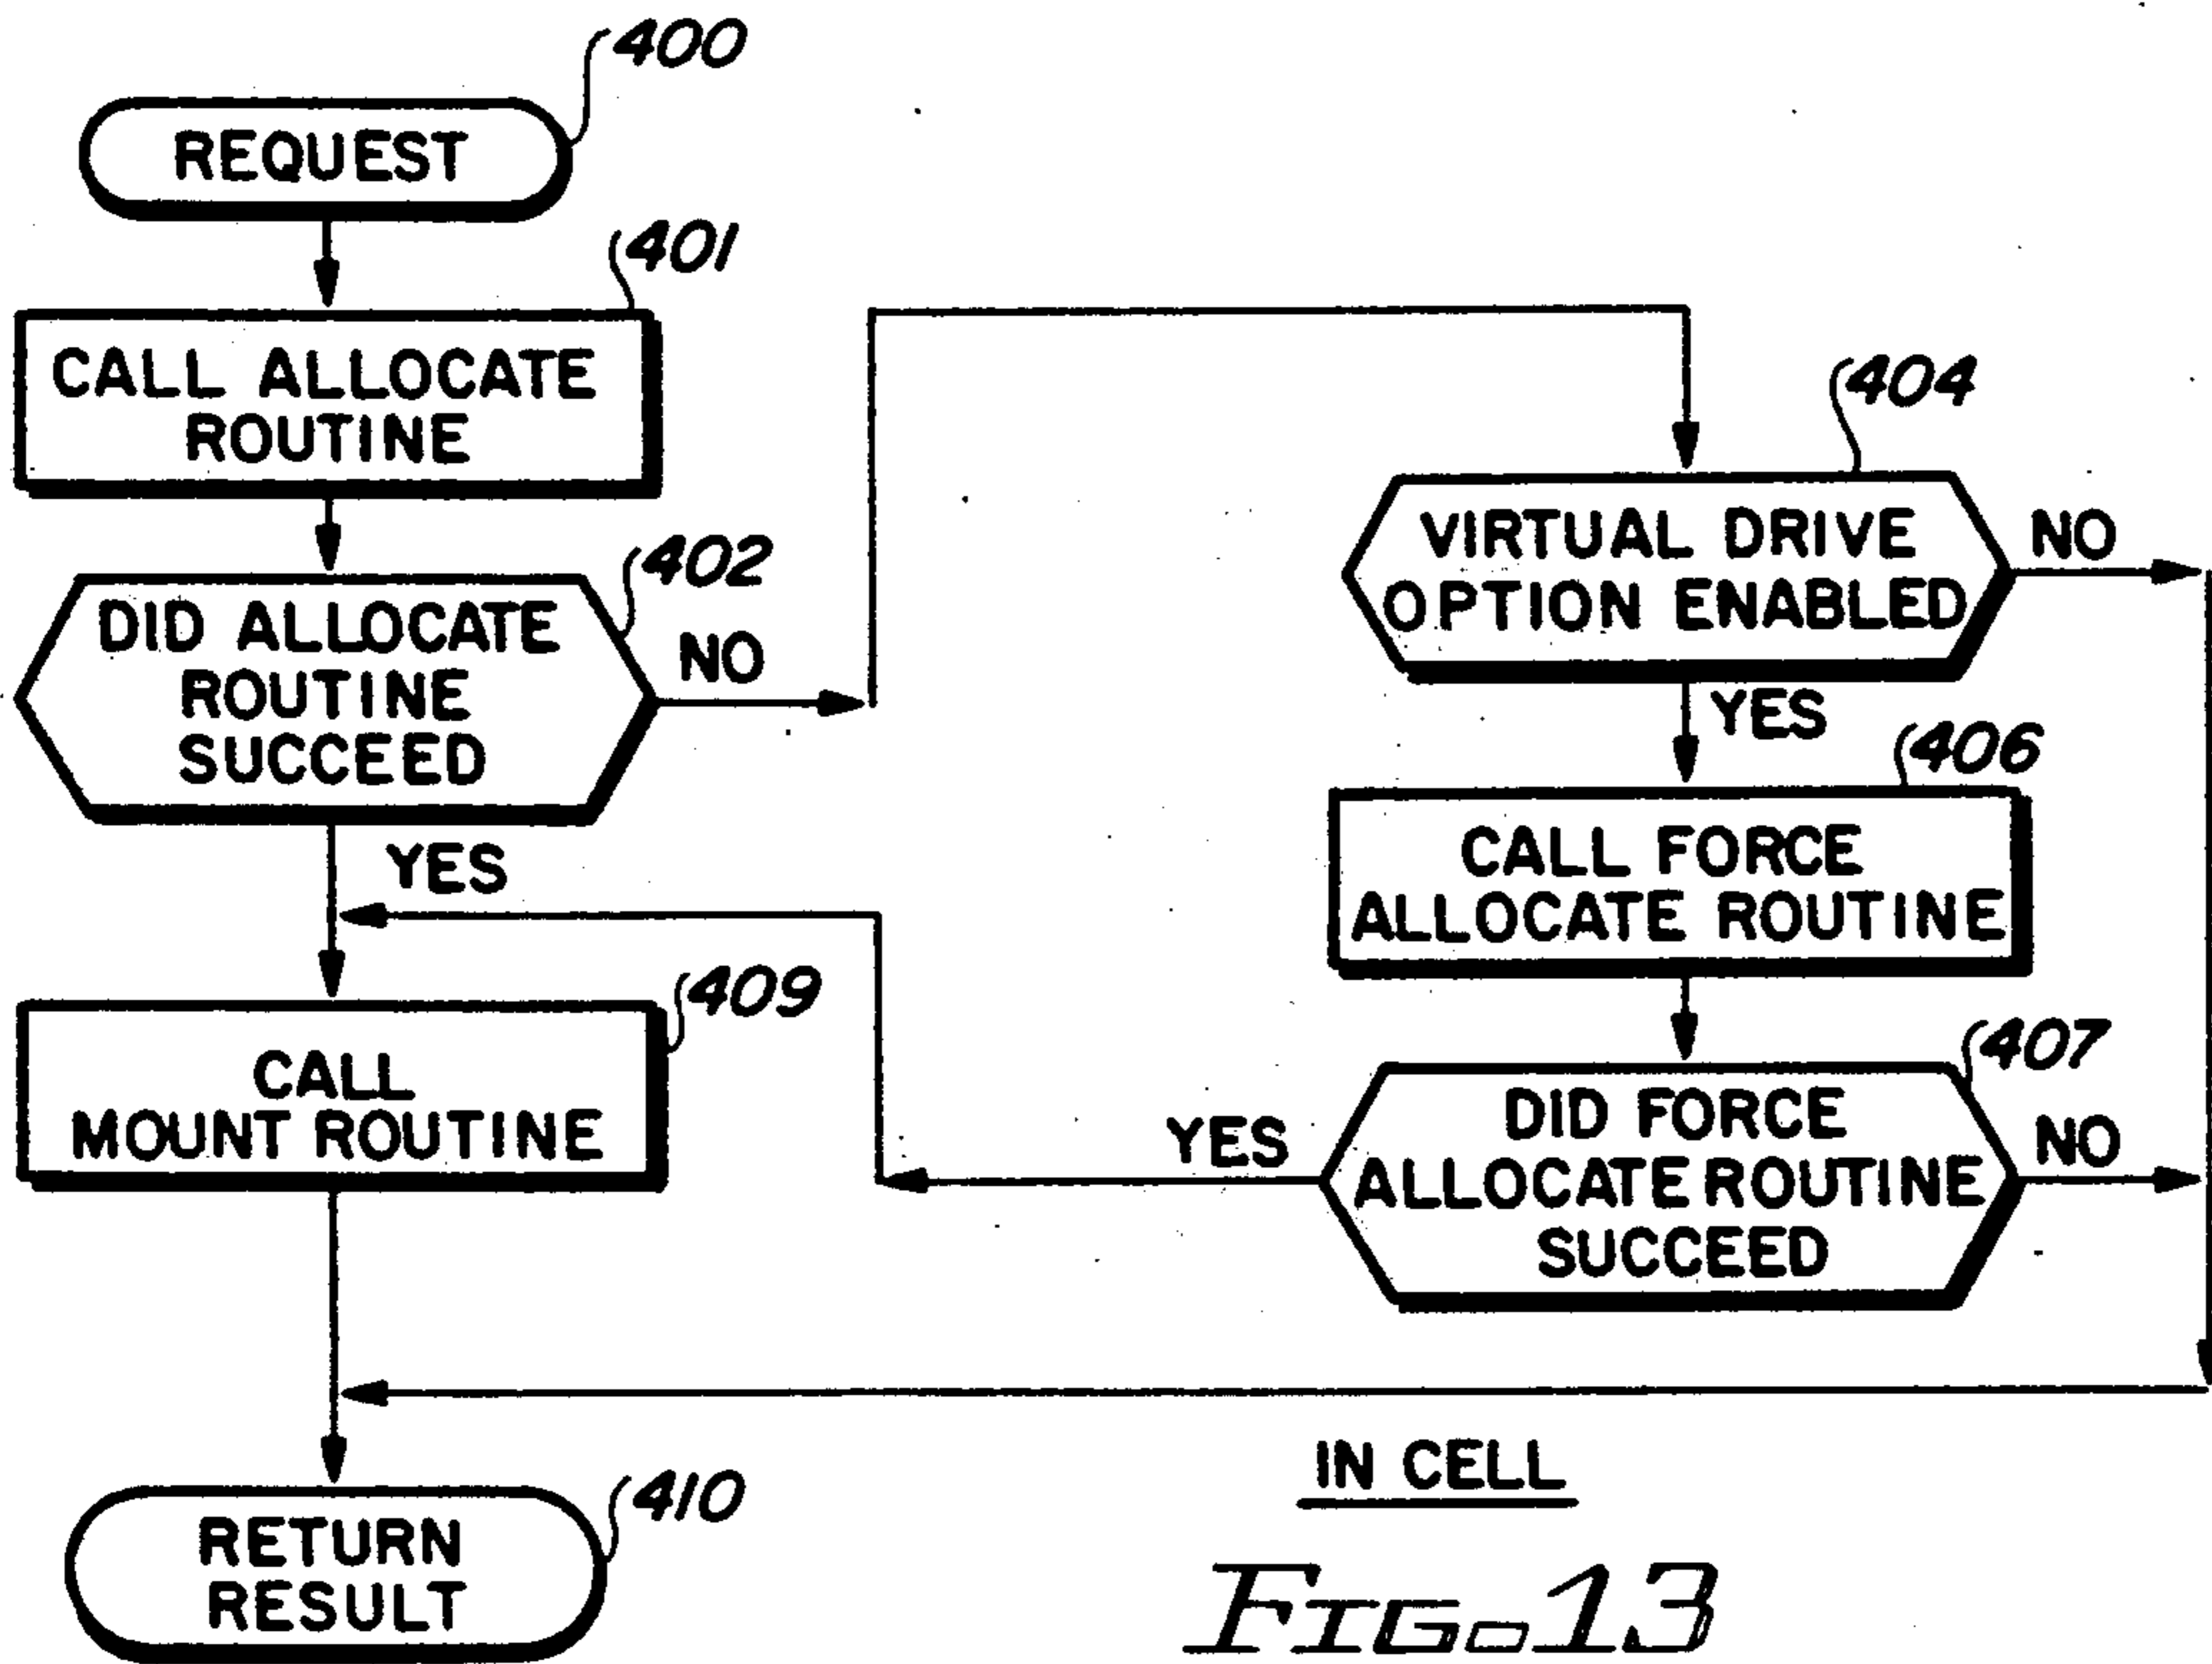 400
REQUEST
401
CALL ALLOCATE
ROUTINE
402
DID ALLOCATE
ROUTINE
SUCCEED
NO
YES
404
VIRTUAL DRIVE
OPTION ENABLED
NO
YES
406
CALL FORCE
ALLOCATE ROUTINE
407
DID FORCE
ALLOCATE ROUTINE
SUCCEED
NO
YES
409
CALL
MOUNT ROUTINE
410
RETURN
RESULT
IN CELL
FIG. 13